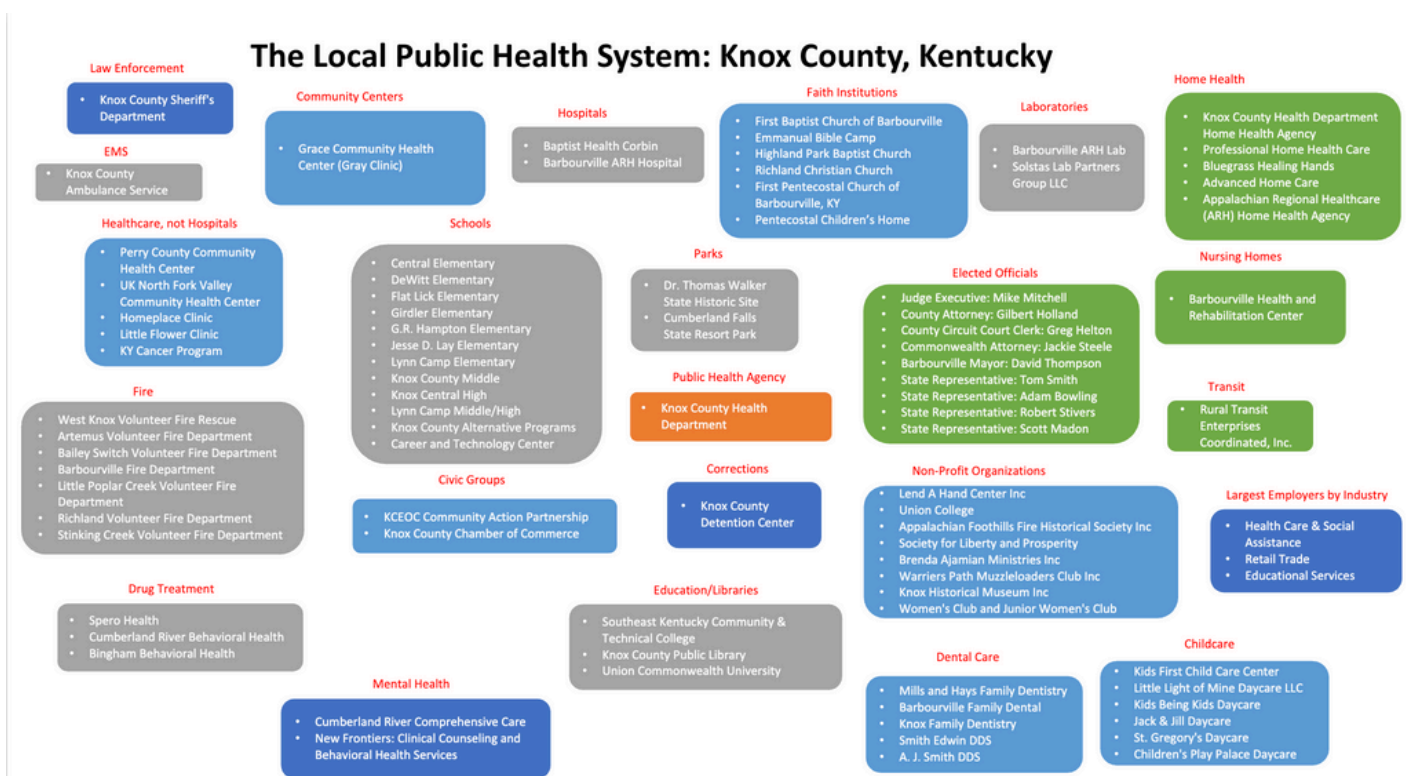 The Local Public Health System: Knox County, Kentucky
Law Enforcement
• Knox County Sheriff's
Department
EMS
• Knox County
Ambulance Service
Community Centers
• Grace Community Health
Center (Gray Clinic)
Hospitals
• Baptist Health Corbin
• Barbourville ARH Hospital
Faith Institutions
• First Baptist Church of Barbourville
• Emmanual Bible Camp
• Highland Park Baptist Church
• Richland Christian Church
• First Pentecostal Church of
Barbourville, KY
• Pentecostal Children's Home
Laboratories
• Barbourville ARH Lab
• Solstas Lab Partners
Group LLC
Home Health
• Knox County Health Department
Home Health Agency
• Professional Home Health Care
• Bluegrass Healing Hands
• Advanced Home Care
• Appalachian Regional Healthcare
(ARH) Home Health Agency
Healthcare, not Hospitals
• Perry County Community
Health Center
• UK North Fork Valley
Community Health Center
• Homeplace Clinic
• Little Flower Clinic
• KY Cancer Program
Schools
• Central Elementary
• DeWitt Elementary
• Flat Lick Elementary
• Girdler Elementary
• G.R. Hampton Elementary
• Jesse D. Lay Elementary
• Lynn Camp Elementary
• Knox County Middle
• Knox Central High
• Lynn Camp Middle/High
• Knox County Alternative Programs
• Career and Technology Center
Parks
• Dr. Thomas Walker
State Historic Site
• Cumberland Falls
State Resort Park
Elected Officials
• Judge Executive: Mike Mitchell
• County Attorney: Gilbert Holland
• County Circuit Court Clerk: Greg Helton
• Commonwealth Attorney: Jackie Steele
• Barbourville Mayor: David Thompson
• State Representative: Tom Smith
• State Representative: Adam Bowling
• State Representative: Robert Stivers
• State Representative: Scott Madon
Nursing Homes
• Barbourville Health and
Rehabilitation Center
Public Health Agency
• Knox County Health
Department
Transit
• Rural Transit
Enterprises
Coordinated, Inc.
Fire
• West Knox Volunteer Fire Rescue
• Artemus Volunteer Fire Department
• Bailey Switch Volunteer Fire Department
• Barbourville Fire Department
• Little Poplar Creek Volunteer Fire
Department
• Richland Volunteer Fire Department
• Stinking Creek Volunteer Fire Department
Civic Groups
• KCEOC Community Action Partnership
• Knox County Chamber of Commerce
Corrections
• Knox County
Detention Center
Non-Profit Organizations
• Lend A Hand Center Inc
• Union College
• Appalachian Foothills Fire Historical Society Inc
• Society for Liberty and Prosperity
• Brenda Ajamian Ministries Inc
• Warriers Path Muzzleloaders Club Inc
• Knox Historical Museum Inc
• Women's Club and Junior Women's Club
Largest Employers by Industry
• Health Care & Social
Assistance
• Retail Trade
• Educational Services
Drug Treatment
• Spero Health
• Cumberland River Behavioral Health
• Bingham Behavioral Health
Education/Libraries
• Southeast Kentucky Community &
Technical College
• Knox County Public Library
• Union Commonwealth University
Mental Health
• Cumberland River Comprehensive Care
• New Frontiers: Clinical Counseling and
Behavioral Health Services
Dental Care
• Mills and Hays Family Dentistry
• Barbourville Family Dental
• Knox Family Dentistry
• Smith Edwin DDS
• A. J. Smith DDS
Childcare
• Kids First Child Care Center
• Little Light of Mine Daycare LLC
• Kids Being Kids Daycare
• Jack & Jill Daycare
• St. Gregory's Daycare
• Children's Play Palace Daycare